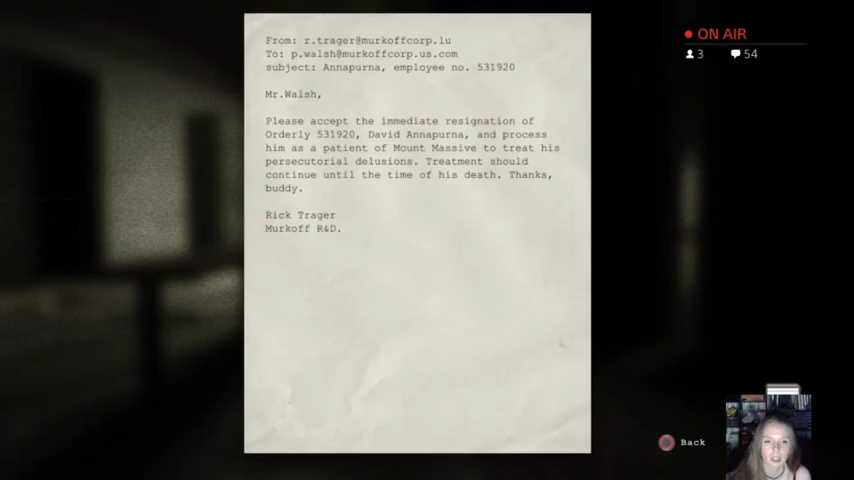 From: r.trager@murkoffcorp.lu
To: p.walsh@murkoffcorp.us.com
subject: Annapurna, employee no. 531920
Mr.Walsh,
Please accept the immediate resignation of
Orderly 531920, David Annapurna, and process
him as a patient of Mount Massive to treat his
persecutorial delusions. Treatment should
continue until the time of his death. Thanks,
buddy.
Rick Trager
Murkoff R&D.
ON AIR
3 54
Back